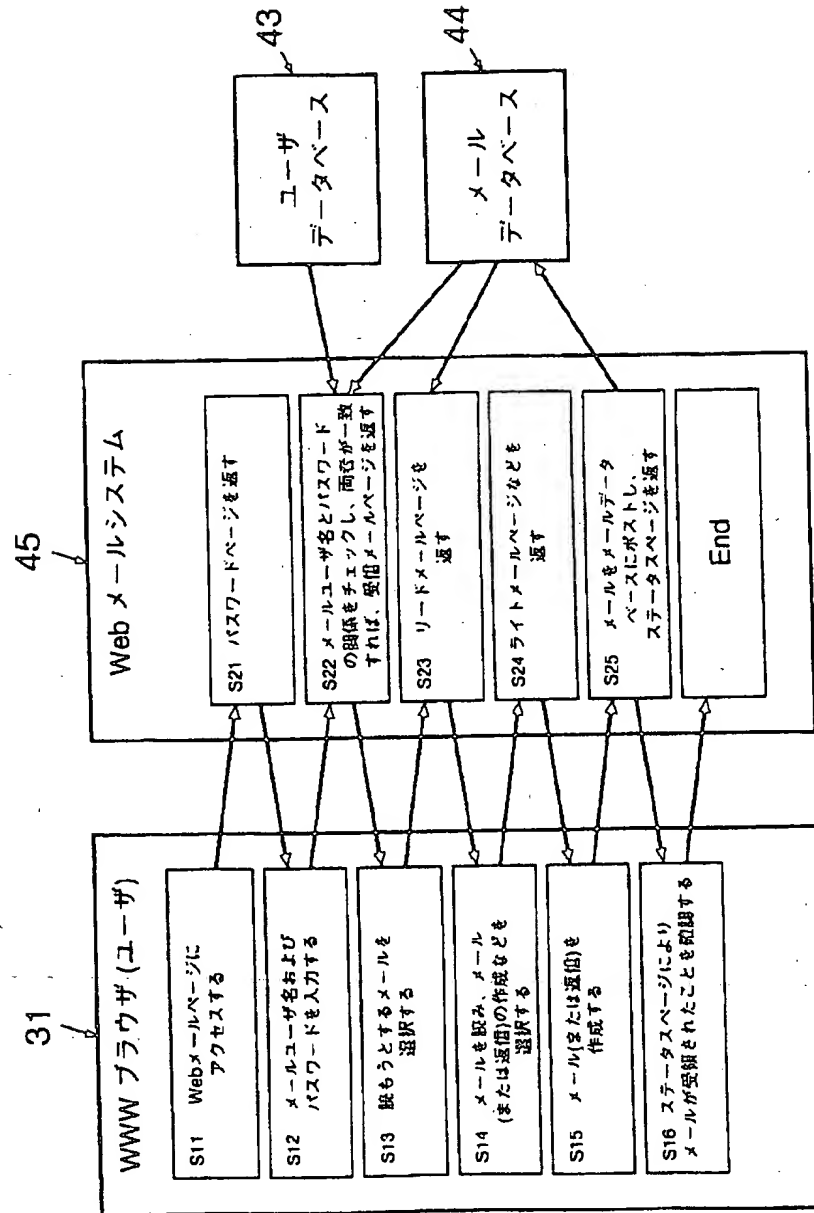 31
WWW ブラウザ(ユーザ)
S11 Webメールページに
アクセスする
S12 メールユーザ名および
パスワードを入力する
S13 読もうとするメールを
選択する
S14 メールを読み、メール
(または返信)の作成などを
選択する
S15 メール(または返信)を
作成する
S16 ステータスページにより
メールが受領されたことを確認する
45
Web メールシステム
S21 パスワードページを返す
S22 メールユーザ名とパスワード
の関係をチェックし、両者が一致
すれば、受信メールページを返す
S23 リードメールページを
返す
S24 ライトメールページなどを
返す
S25 メールをメールデータ
ベースにポストし、
ステータスページを返す
End
43
ユーザ
データベース
44
メール
データベース